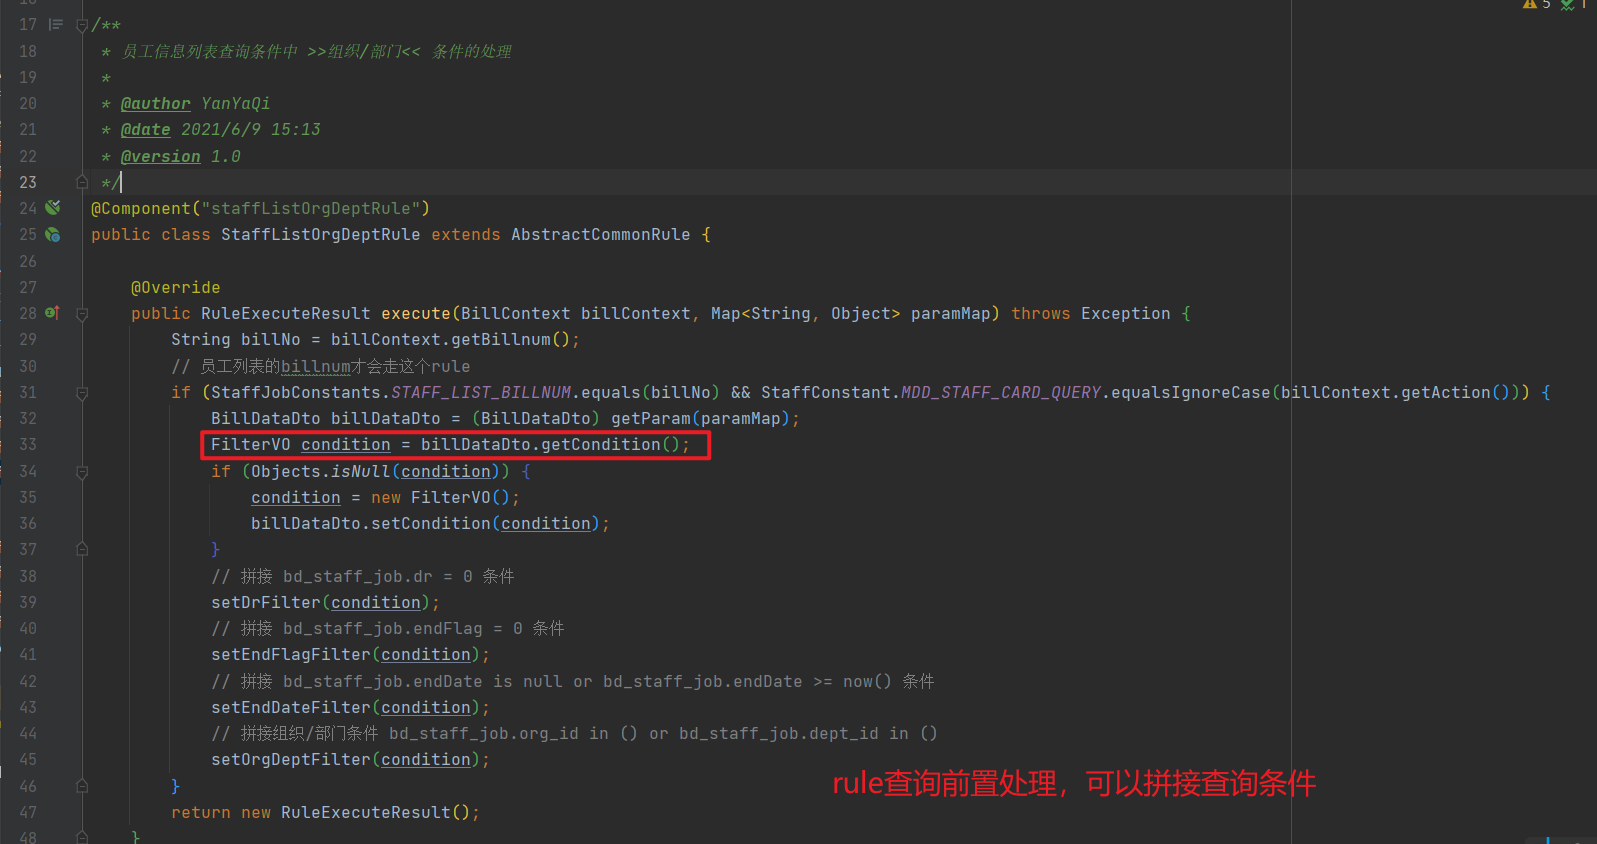 5 1
17 /**
18 * 员工信息列表查询条件中 >>组织/部门<< 条件的处理
19 *
20 * @author YanYaQi
21 * @date 2021/6/9 15:13
22 * @version 1.0
23 */
24 @Component("staffListOrgDeptRule")
25 public class StaffListOrgDeptRule extends AbstractCommonRule {
26
27 @Override
28 public RuleExecuteResult execute(BillContext billContext, Map<String, Object> paramMap) throws Exception {
29 String billNo = billContext.getBillnum();
30 // 员工列表的billnum才会走这个rule
31 if (StaffJobConstants.STAFF_LIST_BILLNUM.equals(billNo) && StaffConstant.MDD_STAFF_CARD_QUERY.equalsIgnoreCase(billContext.getAction())) {
32 BillDataDto billDataDto = (BillDataDto) getParam(paramMap);
33 FilterVO condition = billDataDto.getCondition();
34 if (Objects.isNull(condition)) {
35 condition = new FilterVO();
36 billDataDto.setCondition(condition);
37 }
38 // 拼接 bd_staff_job.dr = 0 条件
39 setDrFilter(condition);
40 // 拼接 bd_staff_job.endFlag = 0 条件
41 setEndFlagFilter(condition);
42 // 拼接 bd_staff_job.endDate is null or bd_staff_job.endDate >= now() 条件
43 setEndDateFilter(condition);
44 // 拼接组织/部门条件 bd_staff_job.org_id in () or bd_staff_job.dept_id in ()
45 setOrgDeptFilter(condition);
46 }
rule查询前置处理，可以拼接查询条件
47 return new RuleExecuteResult();
48 }